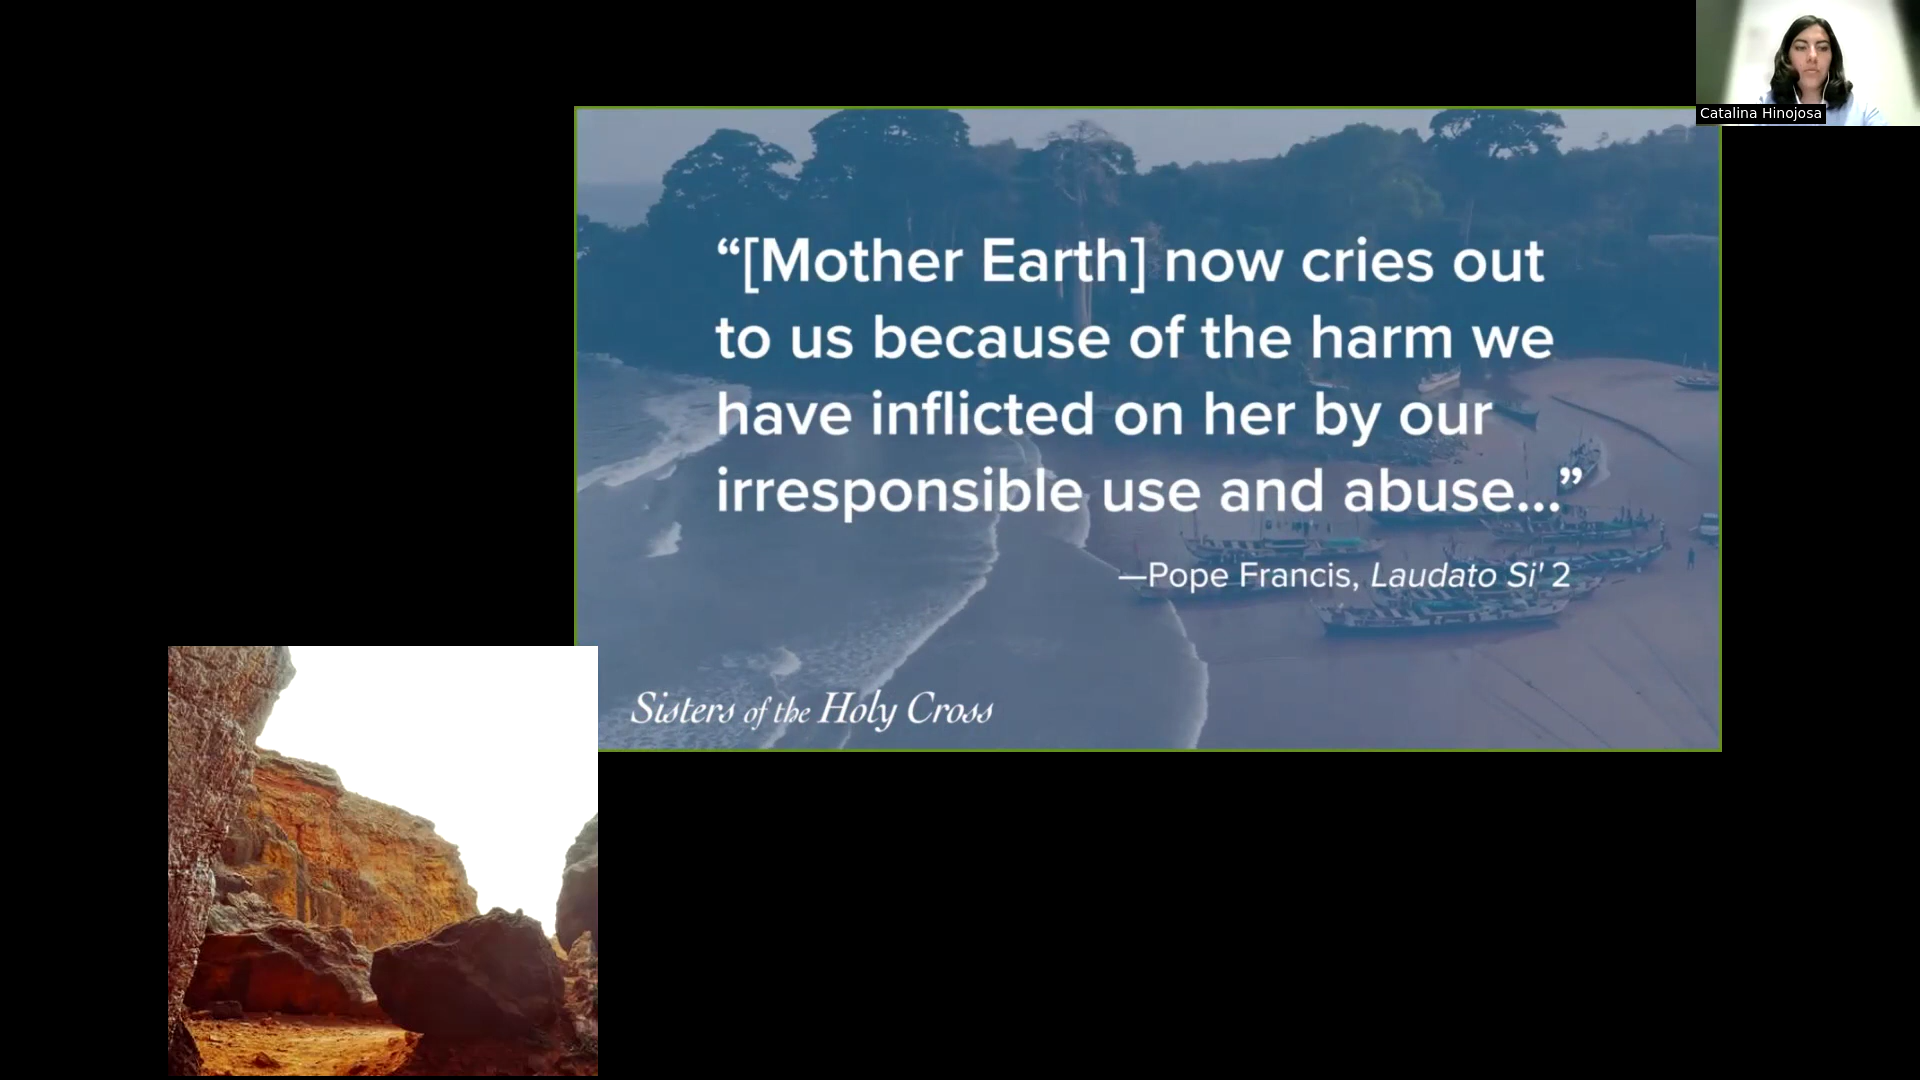 Catalina Hinojosa
“[Mother Earth] now cries out
to us because of the harm we
have inflicted on her by our
irresponsible use and abuse...”
—Pope Francis, Laudato Si' 2
Sisters of the Holy Cross